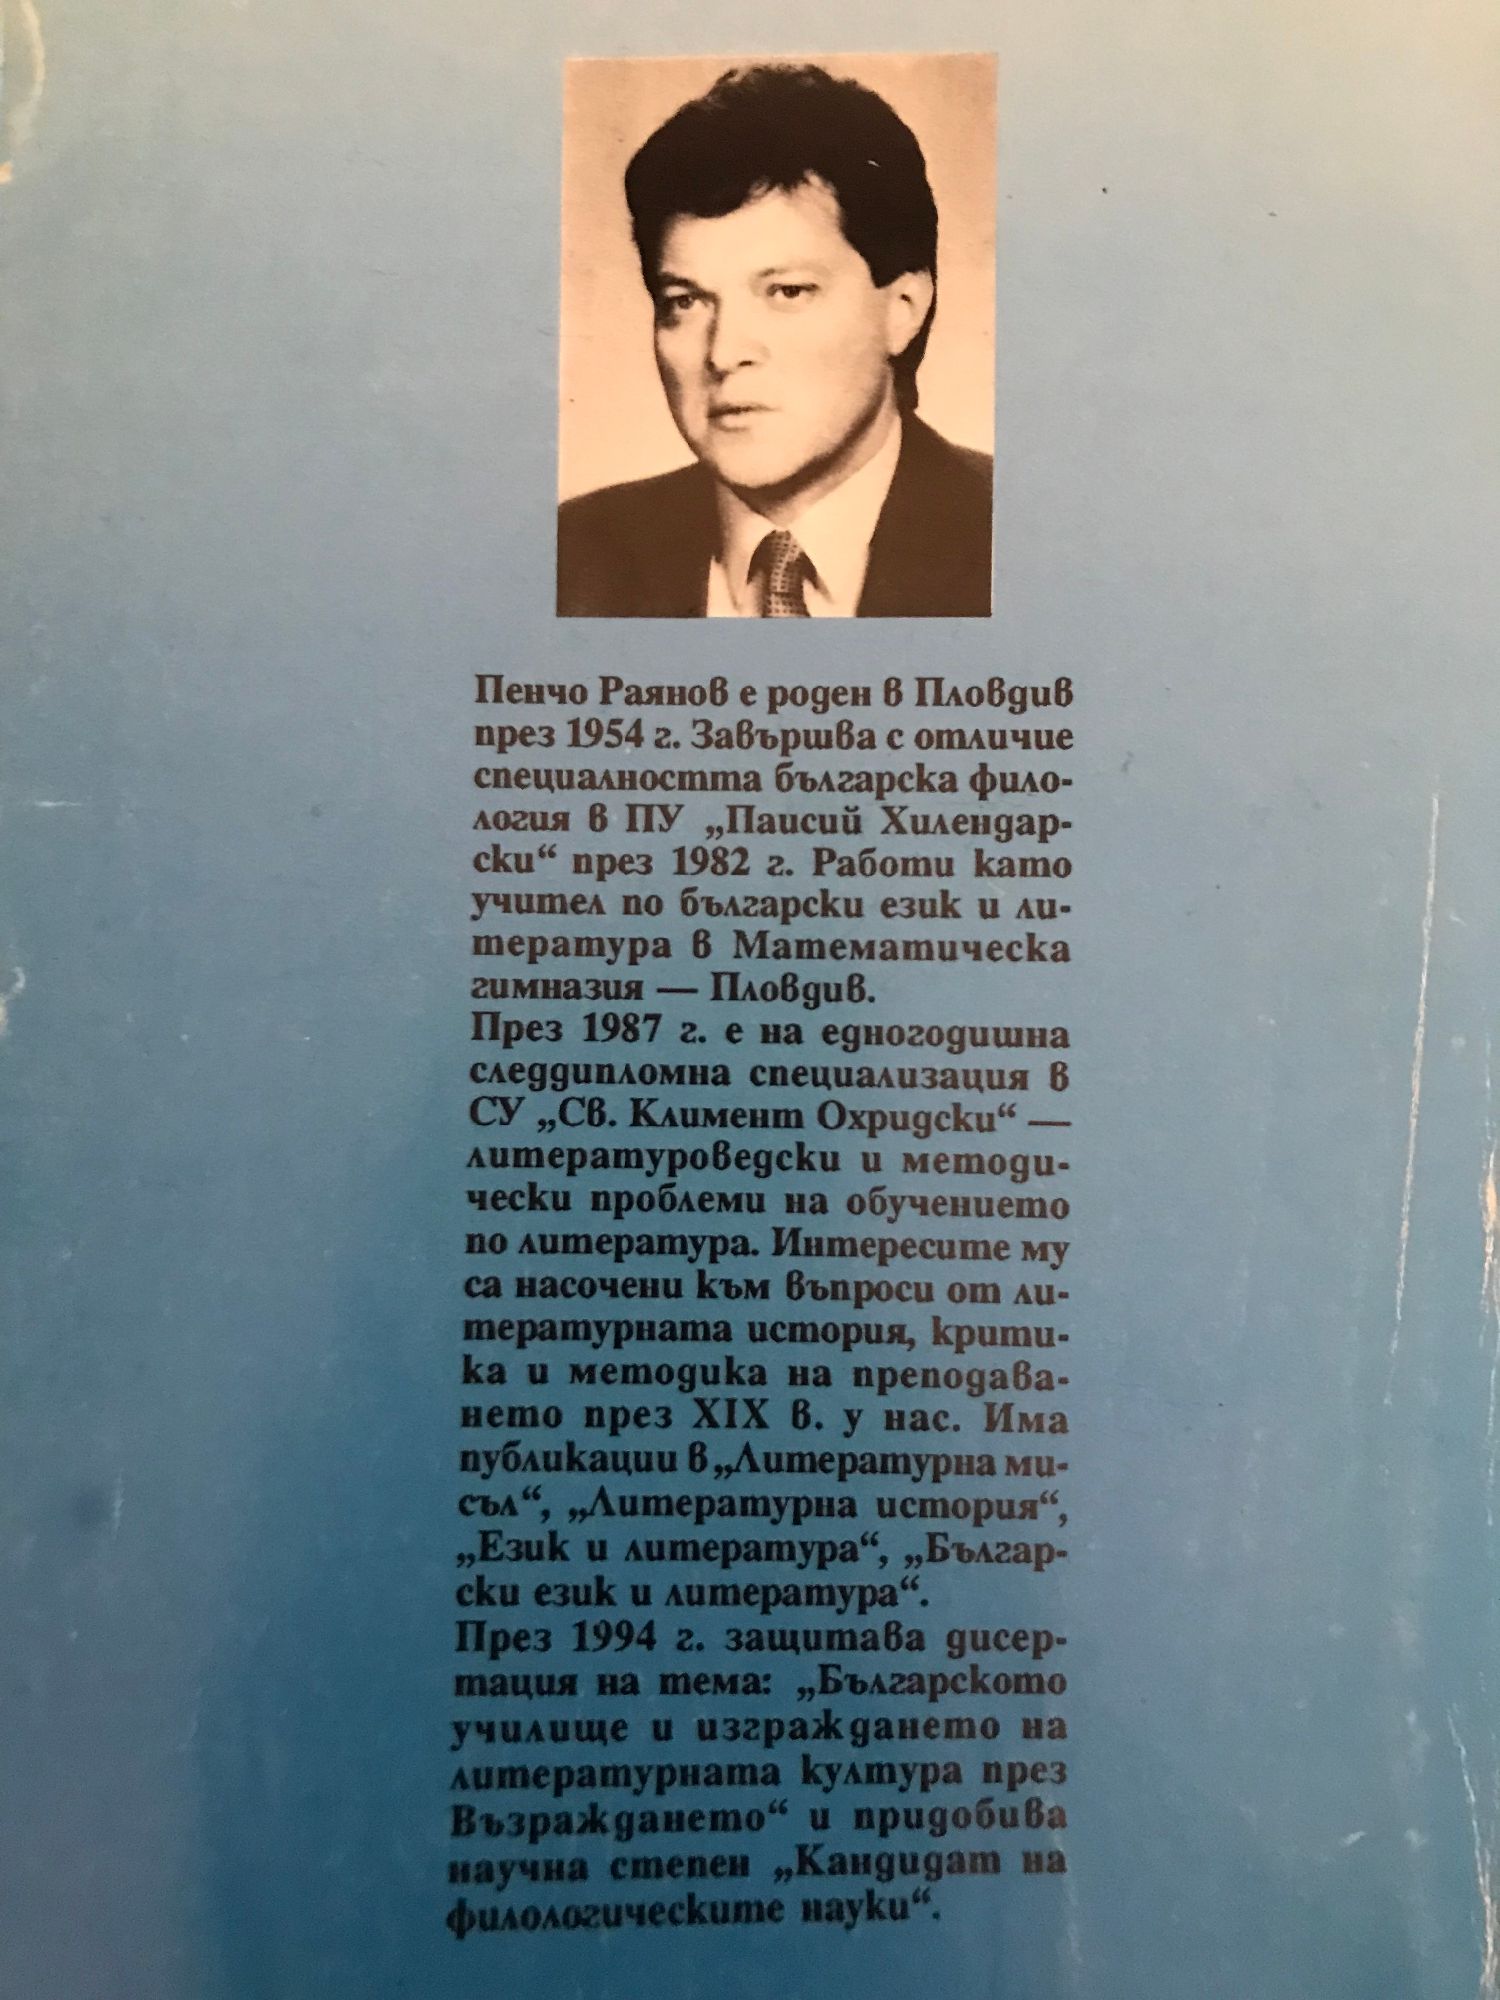 Пенчо Раянов е роден в Пловдив
през 1954 г. Завършва с отличие
специалността българска фило-
логия в ПУ „Паисий Хилендар-
ски“ през 1982 г. Работи като
учител по български език и ли-
тература в Математическа
гимназия — Пловдив.
През 1987 г. е на едногодишна
следдипломна специализация в
СУ „Св. Климент Охридски“ —
литературоведски и методи-
чески проблеми на обучението
по литература. Интересите му
са насочени към въпроси от ли-
тературната история, крити-
ка и методика на преподава-
нето през XIX в. у нас. Има
публикации в „Литературна ми-
съл“, „Литературна история“,
„Език и литература“, „Българ-
ски език и литература“.
През 1994 г. защитава дисер-
тация на тема: „Българското
училище и изграждането на
литературната култура през
Възраждането“ и придобива
научна степен „Кандидат на
филологическите науки“.